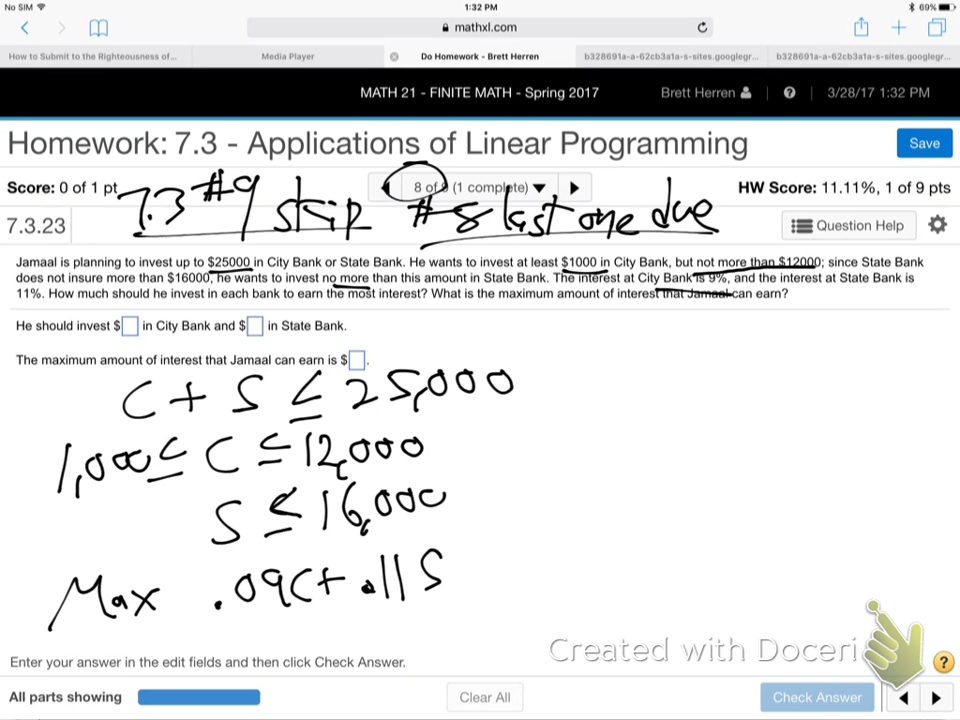 No SIM 1:32 PM 69%
mathxl.com
How to Submit to the Righteousness of... Media Player Do Homework - Brett Herren b328691a-a-62cb3a1a-s-sites.googlegr... b328691a-a-62cb3a1a-s-sites.googlegr...
MATH 21 - FINITE MATH - Spring 2017 Brett Herren ? 3/28/17 1:32 PM
Homework: 7.3 - Applications of Linear Programming Save
Score: 0 of 1 pt 8 of 9 (1 complete) HW Score: 11.11%, 1 of 9 pts
7.3 #9 skip #8 last one due
7.3.23 Question Help
Jamaal is planning to invest up to $25000 in City Bank or State Bank. He wants to invest at least $1000 in City Bank, but not more than $12000; since State Bank
does not insure more than $16000, he wants to invest no more than this amount in State Bank. The interest at City Bank is 9%, and the interest at State Bank is
11%. How much should he invest in each bank to earn the most interest? What is the maximum amount of interest that Jamaal can earn?
He should invest $ in City Bank and $ in State Bank.
The maximum amount of interest that Jamaal can earn is $ .
C + S ≤ 25,000
1,000 ≤ C ≤ 12,000
S ≤ 16,000
Max .09C + .11 S
Created with Doceri
Enter your answer in the edit fields and then click Check Answer. ?
All parts showing Clear All Check Answer